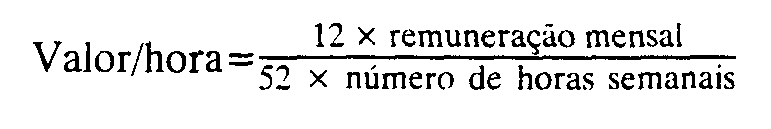 Valor/hora = 12 × remuneração mensal
52 × número de horas semanais